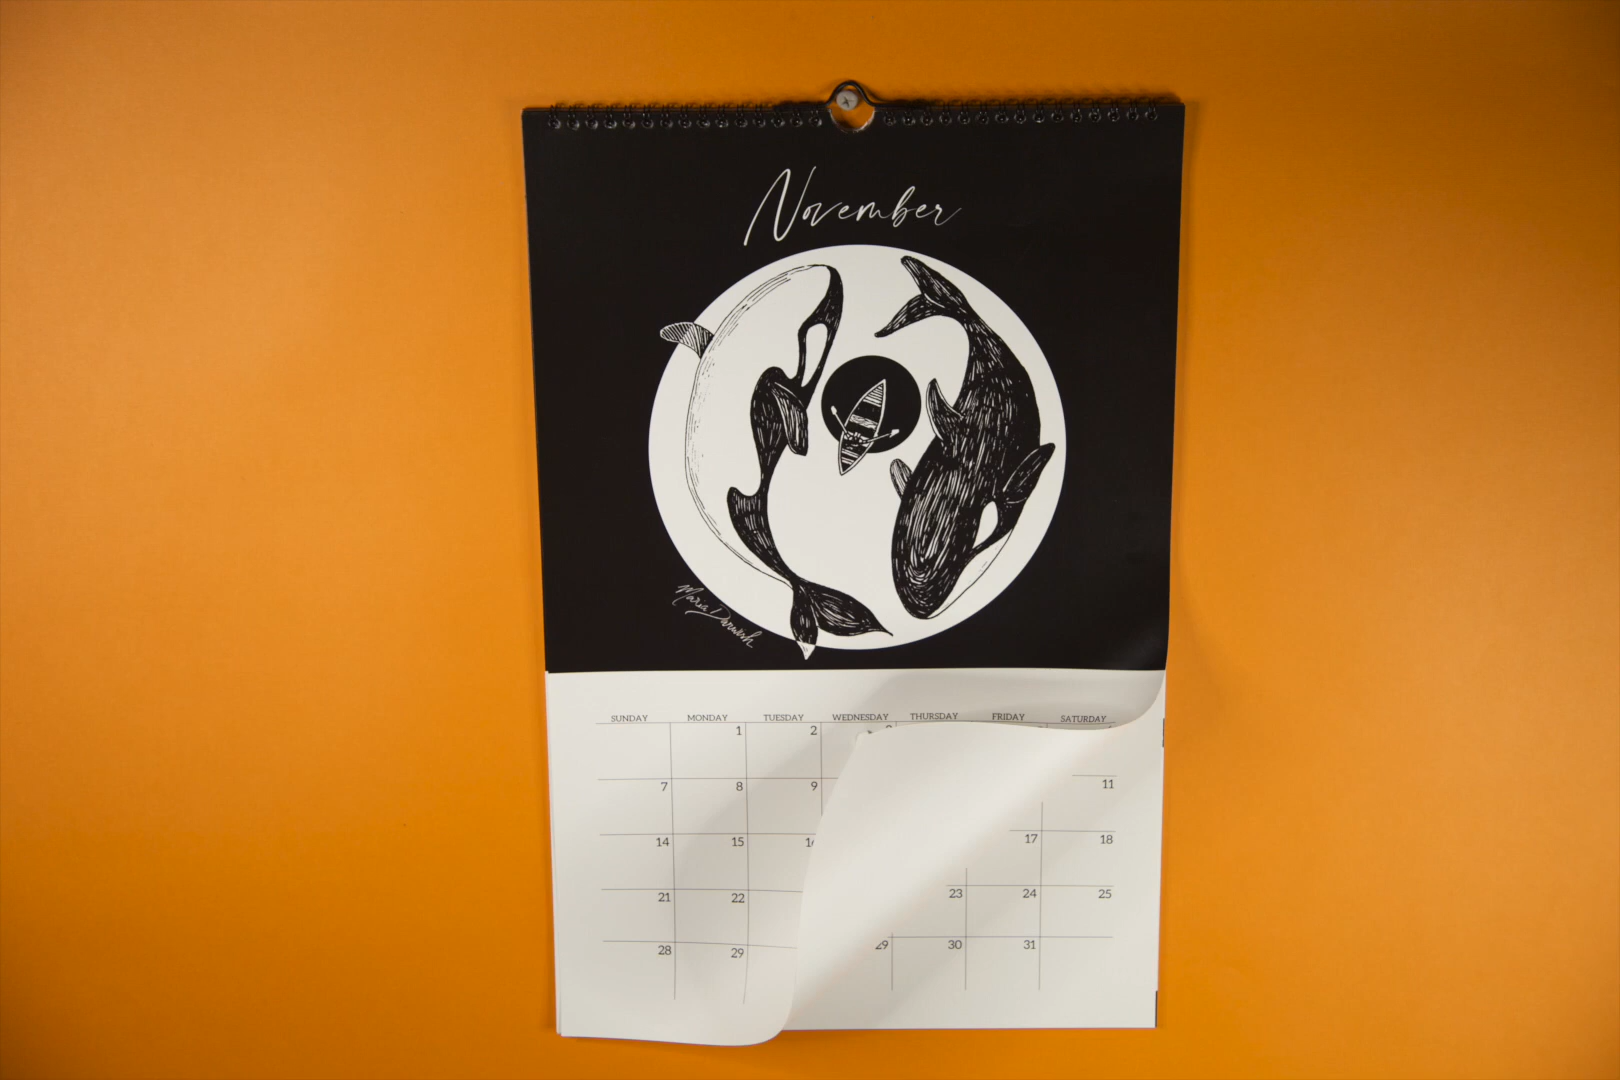 November
Maria Darwish
SUNDAY MONDAY TUESDAY WEDNESDAY THURSDAY FRIDAY SATURDAY
1 2
7 8 9 11
14 15 17 18
21 22 23 24 25
28 29 29 30 31